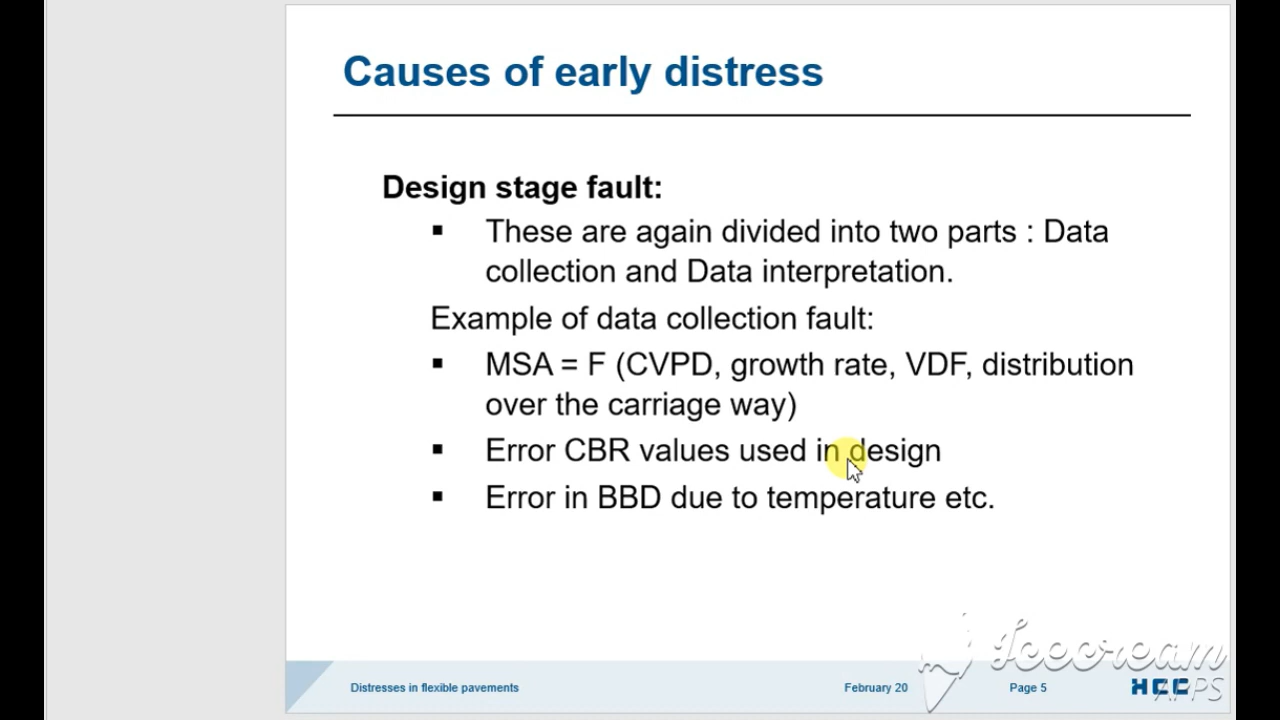 Causes of early distress
Design stage fault:
▪ These are again divided into two parts : Data
collection and Data interpretation.
Example of data collection fault:
▪ MSA = F (CVPD, growth rate, VDF, distribution
over the carriage way)
▪ Error CBR values used in design
▪ Error in BBD due to temperature etc.
Icecream
APPS
Distresses in flexible pavements February 20 Page 5 HCC